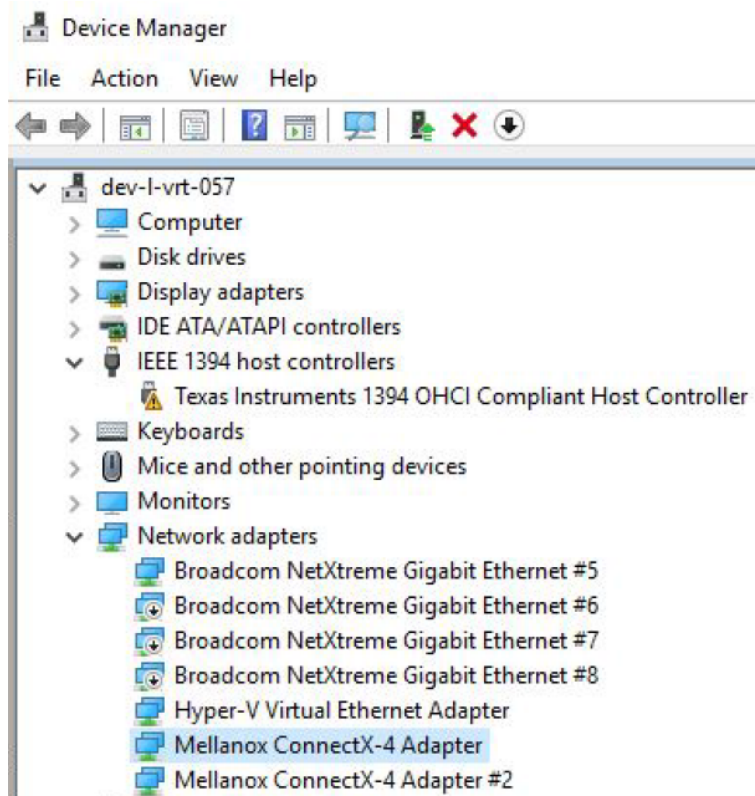 Device Manager
File Action View Help
dev-l-vrt-057
Computer
Disk drives
Display adapters
IDE ATA/ATAPI controllers
IEEE 1394 host controllers
Texas Instruments 1394 OHCI Compliant Host Controller
Keyboards
Mice and other pointing devices
Monitors
Network adapters
Broadcom NetXtreme Gigabit Ethernet #5
Broadcom NetXtreme Gigabit Ethernet #6
Broadcom NetXtreme Gigabit Ethernet #7
Broadcom NetXtreme Gigabit Ethernet #8
Hyper-V Virtual Ethernet Adapter
Mellanox ConnectX-4 Adapter
Mellanox ConnectX-4 Adapter #2